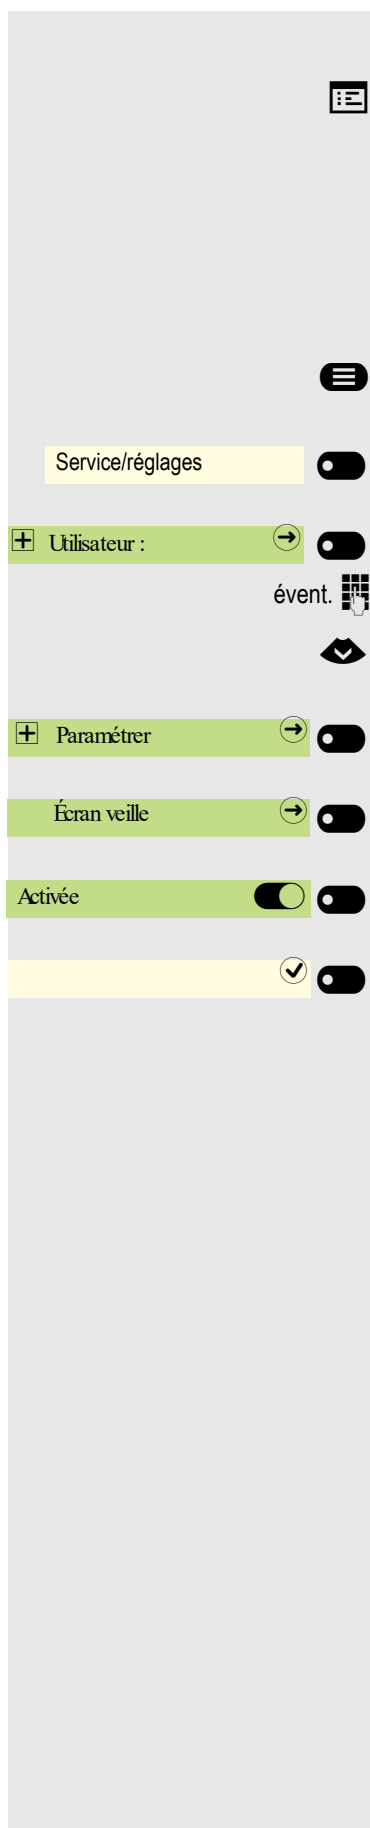 Service/réglages
Utilisateur :
évent.
Paramétrer
Écran veille
Activée